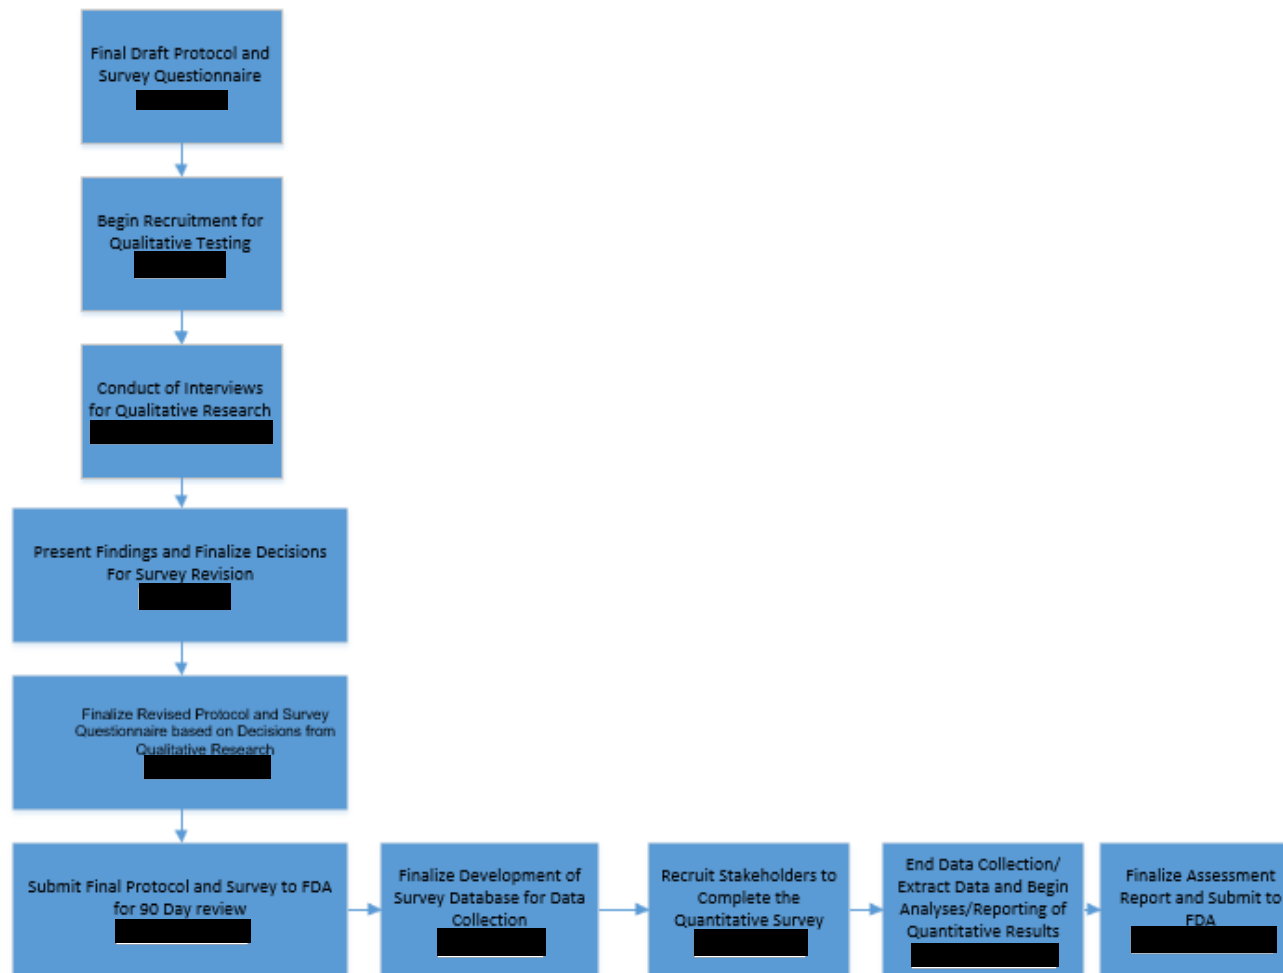 Final Draft Protocol and
Survey Questionnaire
Begin Recruitment for
Qualitative Testing
Conduct of Interviews
for Qualitative Research
Present Findings and Finalize Decisions
For Survey Revision
Finalize Revised Protocol and Survey
Questionnaire based on Decisions from
Qualitative Research
Submit Final Protocol and Survey to FDA
for 90 Day review
Finalize Development of
Survey Database for Data
Collection
Recruit Stakeholders to
Complete the
Quantitative Survey
End Data Collection/
Extract Data and Begin
Analyses/Reporting of
Quantitative Results
Finalize Assessment
Report and Submit to
FDA